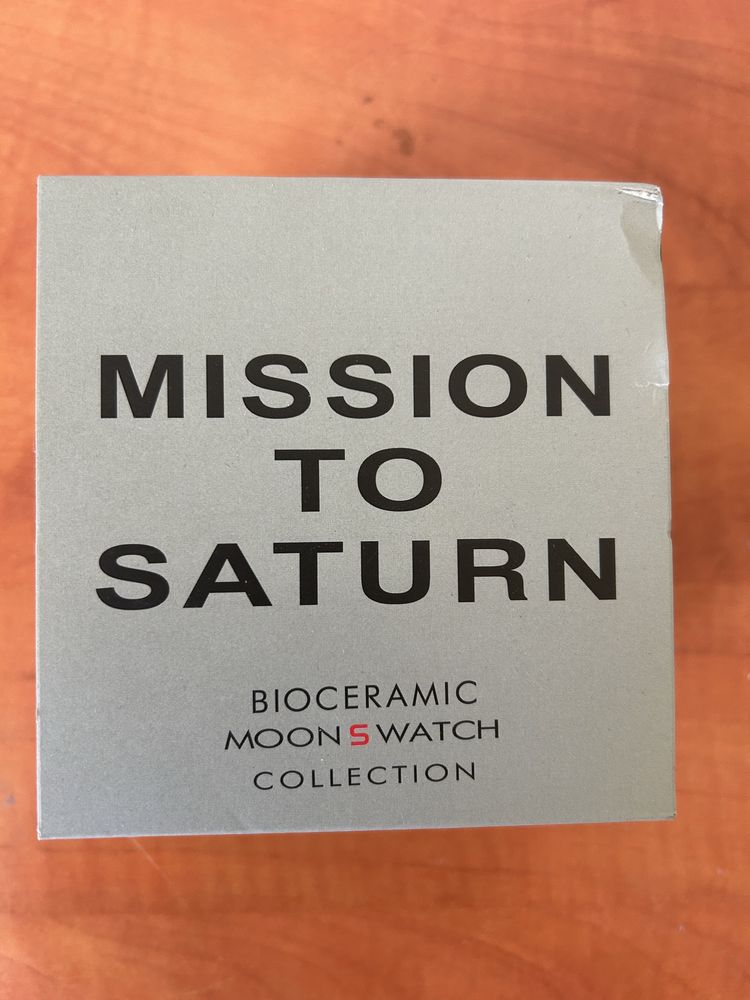 MISSION
TO
SATURN
BIOCERAMIC
MOONSWATCH
COLLECTION